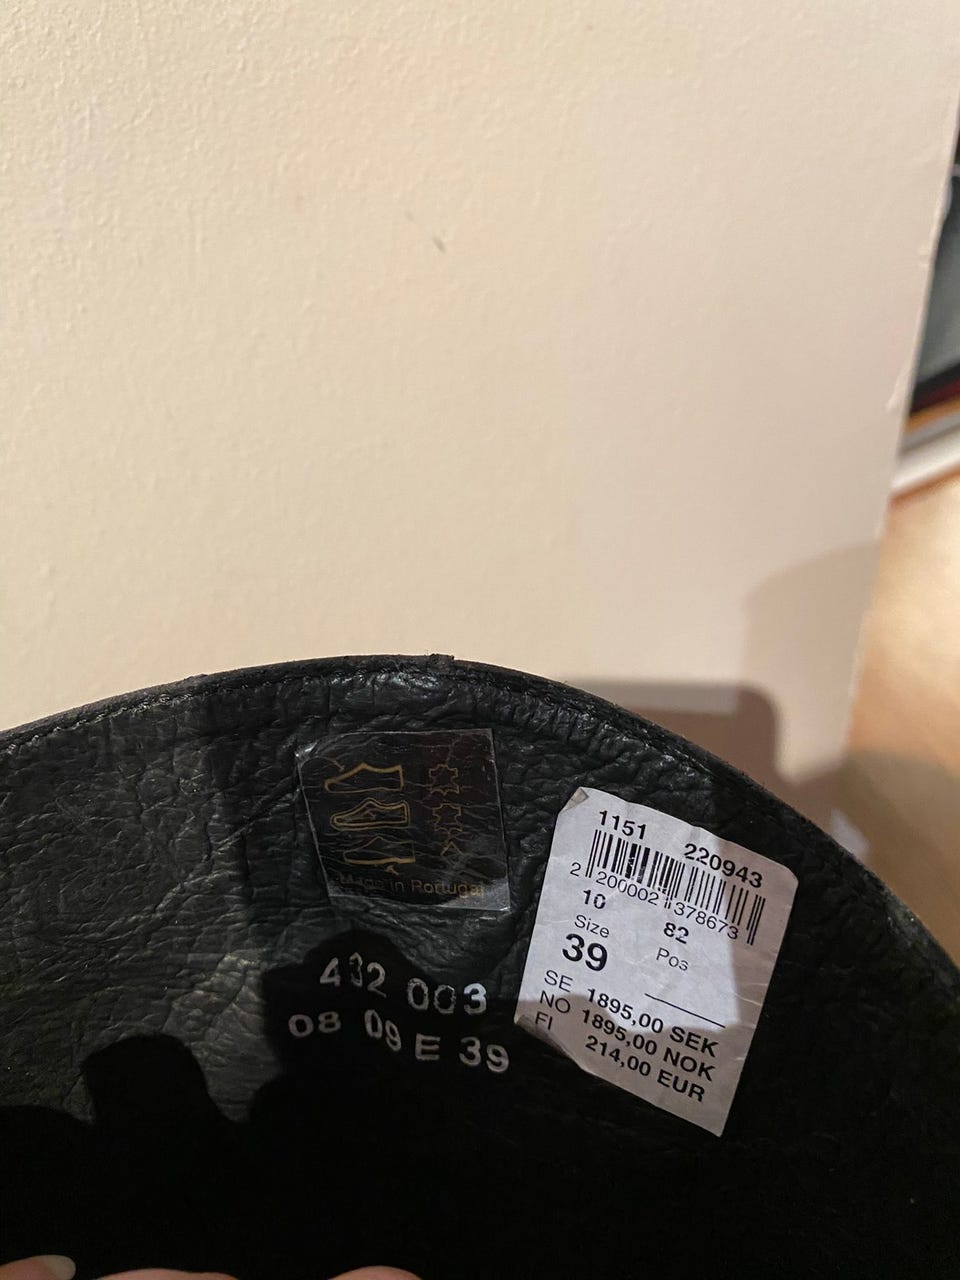 Made in Portugal
432 003
08 09 E 39
1151 220943
2 200002 378673
10 82
Size Pos
39
SE 1895,00 SEK
NO 1895,00 NOK
FI 214,00 EUR